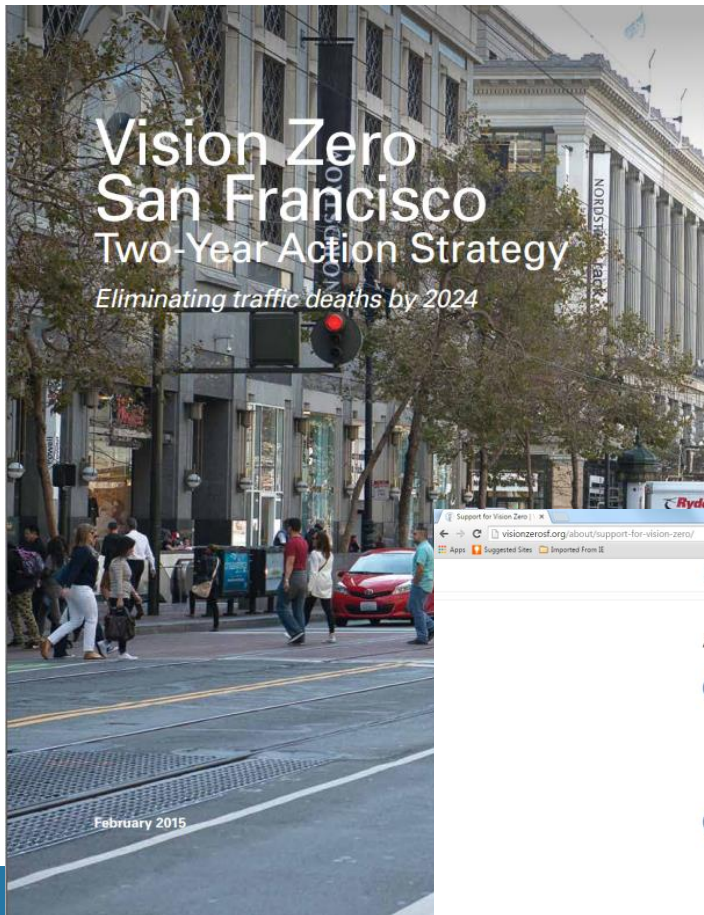 Vision Zero
San Francisco
Two-Year Action Strategy
Eliminating traffic deaths by 2024
NORDSTROM
NORDSTROM rack
February 2015
Support for Vision Zero |
visionzerosf.org/about/support-for-vision-zero/
Apps Suggested Sites Imported From IE